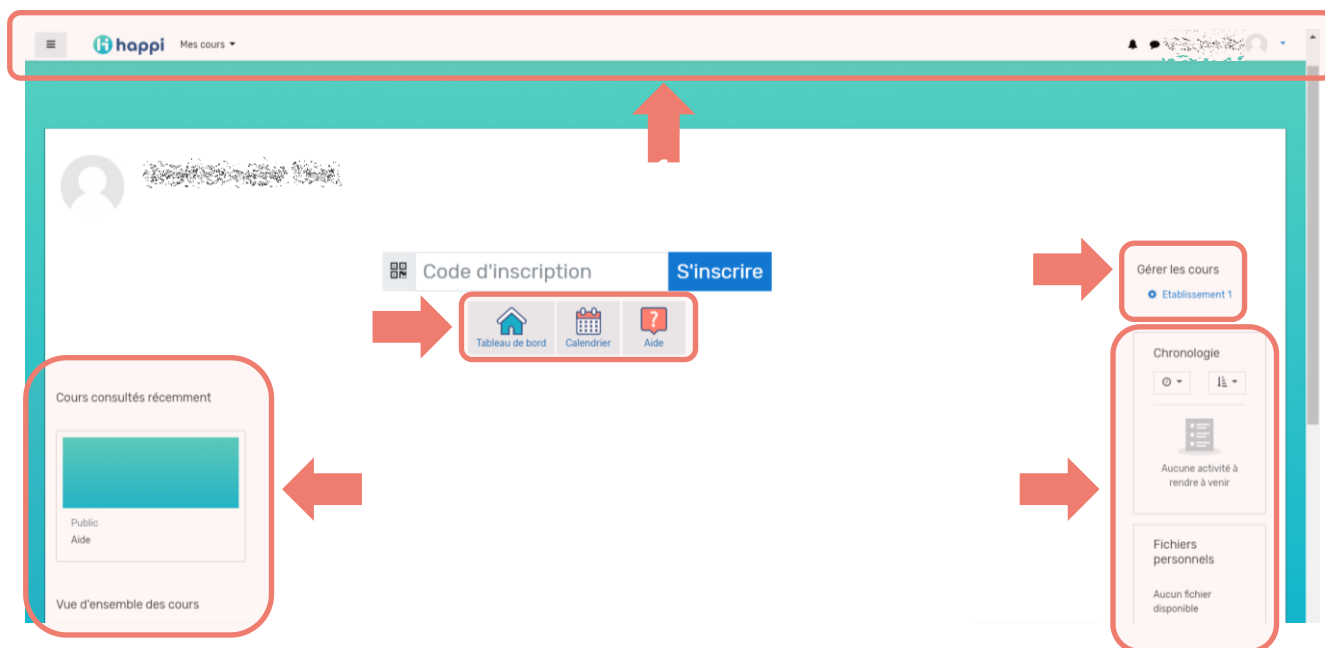 happi Mes cours
Code d'inscription S'inscrire
Tableau de bord Calendrier Aide
Cours consultés récemment
Public
Aide
Vue d'ensemble des cours
Gérer les cours
Etablissement 1
Chronologie
Aucune activité à
rendre à venir
Fichiers
personnels
Aucun fichier
disponible